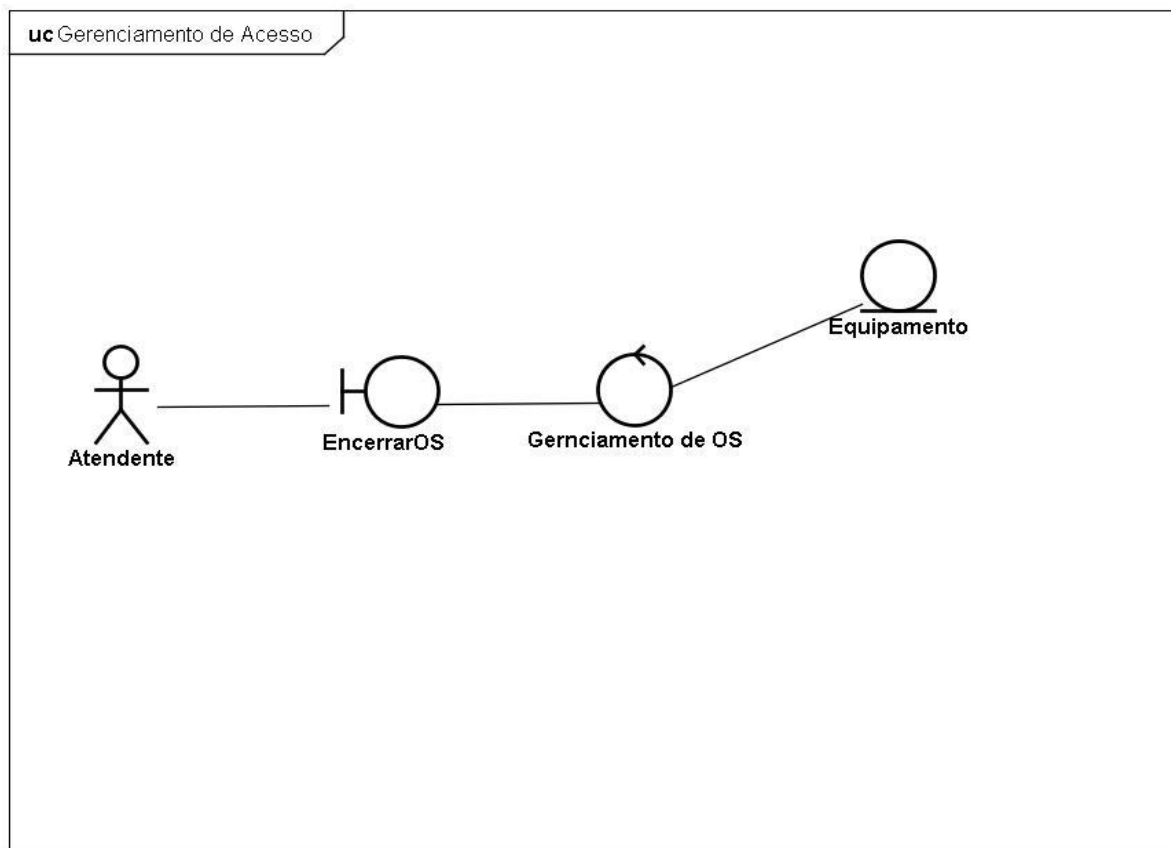 uc Gerenciamento de Acesso
Equipamento
Atendente
EncerrarOS
Gernciamento de OS